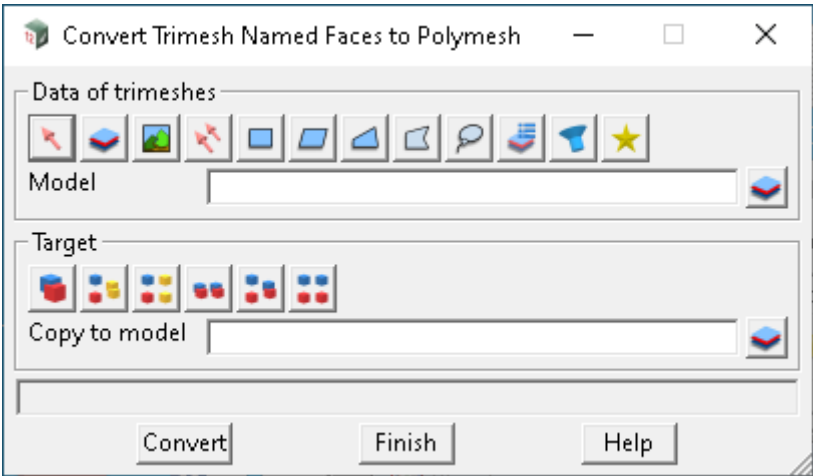 Convert Trimesh Named Faces to Polymesh
Data of trimeshes
Model
Target
Copy to model
Convert
Finish
Help